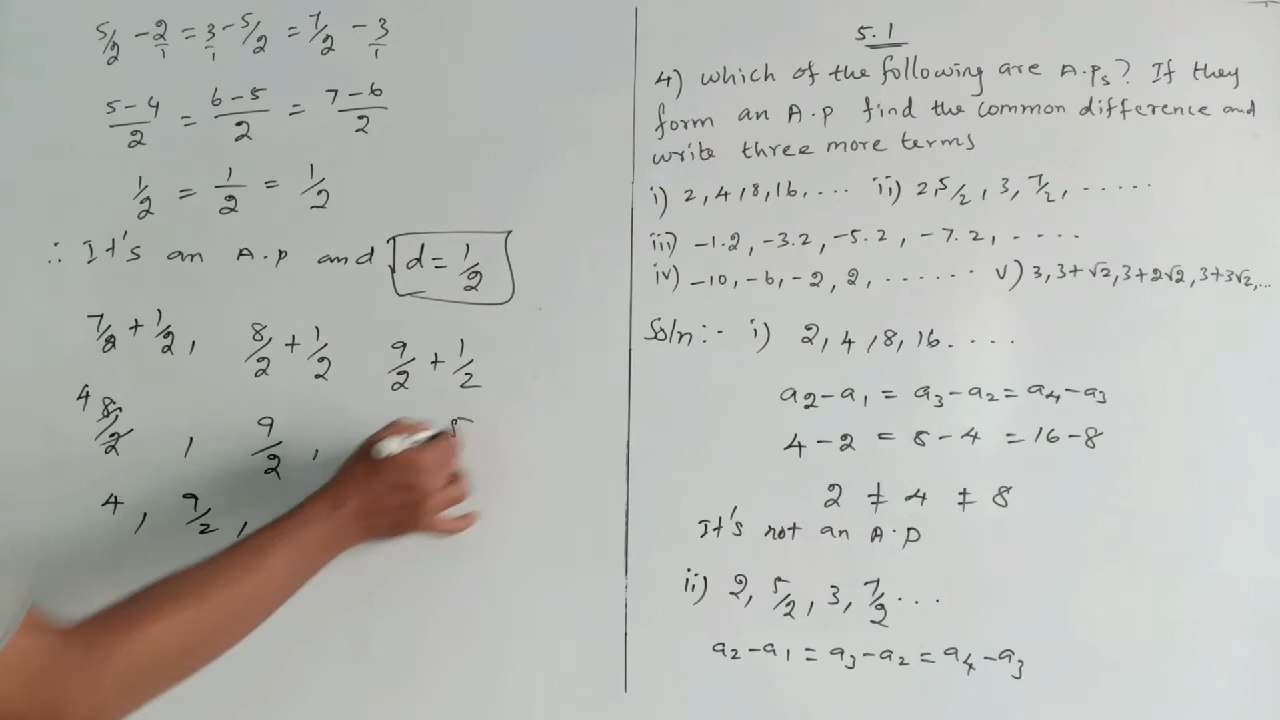 5/2 - 2/1 = 3/1 - 5/2 = 7/2 - 3/1
5-4/2 = 6-5/2 = 7-6/2
1/2 = 1/2 = 1/2
∴ It's an A.p and d = 1/2
7/2 + 1/2, 8/2 + 1/2 9/2 + 1/2
4 8/2 , 9/2 ,
4, 9/2,
5.1
4) which of the following are A.Ps? If they
form an A.p find the common difference and
write three more terms
i) 2, 4, 8, 16, ... ii) 2, 5/2, 3, 7/2, .....
iii) -1.2, -3.2, -5.2, -7.2, ....
iv) -10, -6, -2, 2, ....... v) 3, 3+√2, 3+2√2, 3+3√2,...
Soln:- i) 2, 4, 8, 16....
a2-a1 = a3-a2 = a4-a3
4-2 = 8-4 = 16-8
2 ≠ 4 ≠ 8
It's not an A.P
ii) 2, 5/2, 3, 7/2...
a2-a1 = a3-a2 = a4-a3